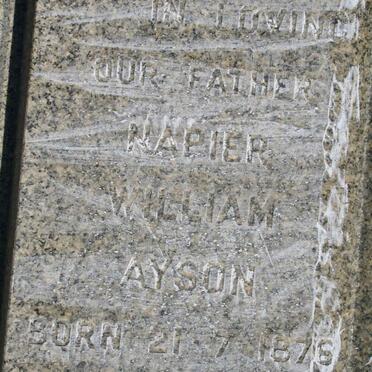 IN LOVING
OUR FATHER
NAPIER
WILLIAM
AYSON
BORN 21 7 1876